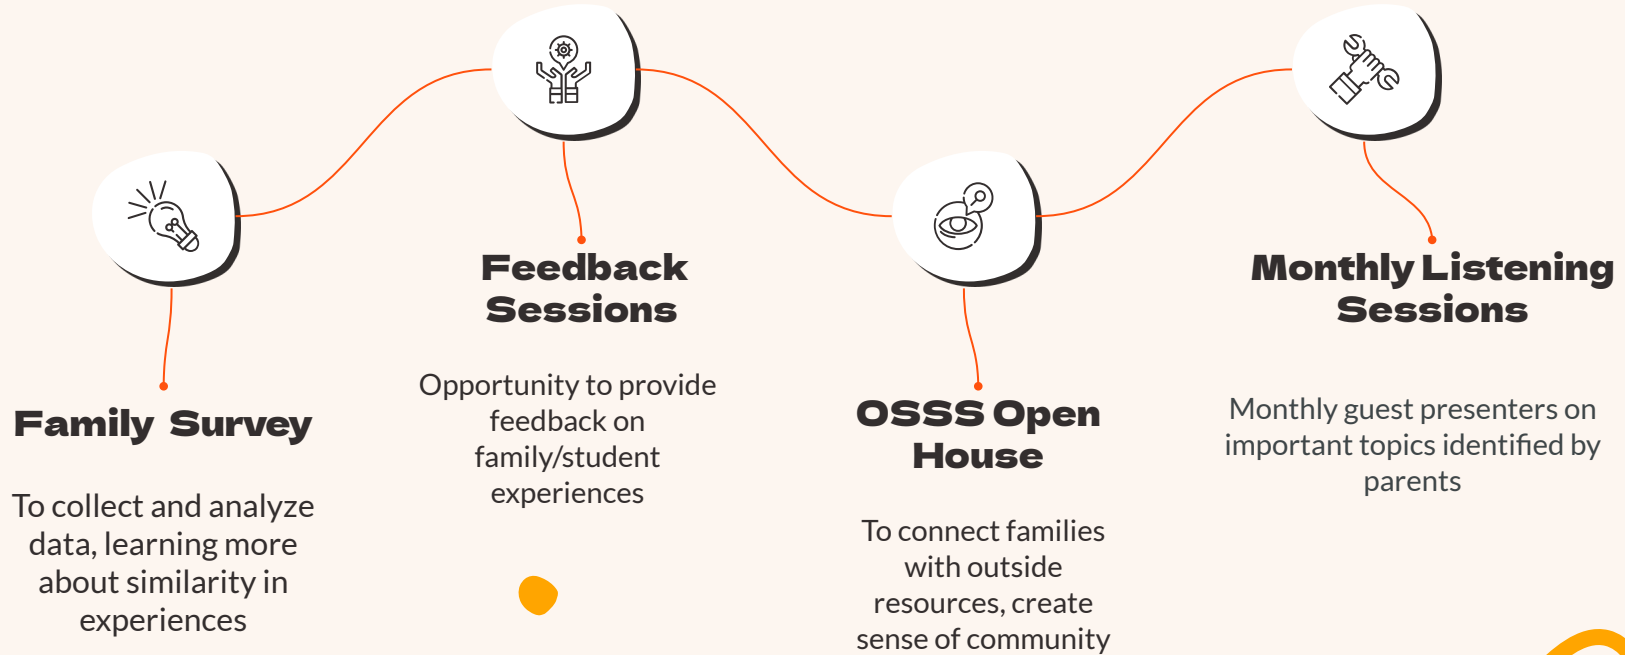 Family Survey
To collect and analyze
data, learning more
about similarity in
experiences
Feedback
Sessions
Opportunity to provide
feedback on
family/student
experiences
OSSS Open
House
To connect families
with outside
resources, create
sense of community
Monthly Listening
Sessions
Monthly guest presenters on
important topics identified by
parents